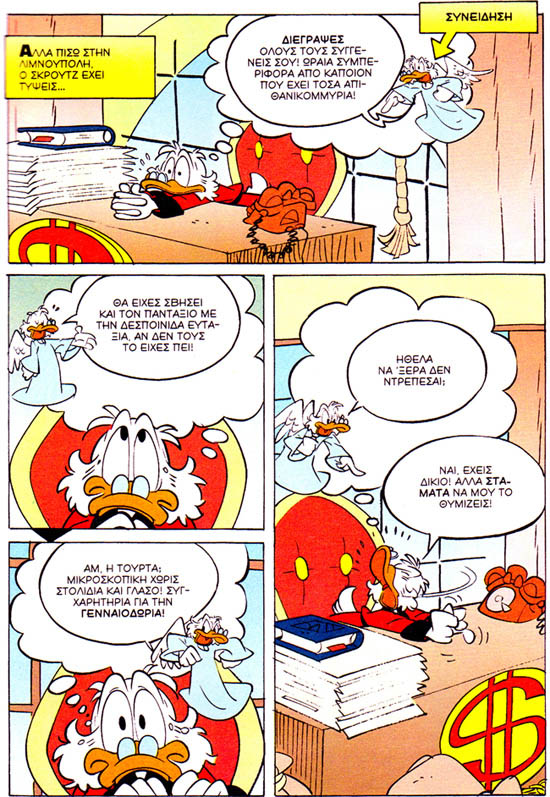 ΑΛΛΑ ΠΙΣΩ ΣΤΗΝ
ΛΙΜΝΟΥΠΟΛΗ,
Ο ΣΚΡΟΥΤΖ ΕΧΕΙ
ΤΥΨΕΙΣ...
ΔΙΕΓΡΑΨΕΣ
ΟΛΟΥΣ ΤΟΥΣ ΣΥΓΓΕ-
ΝΕΙΣ ΣΟΥ! ΩΡΑΙΑ ΣΥΜΠΕ-
ΡΙΦΟΡΑ ΑΠΟ ΚΑΠΟΙΟΝ
ΠΟΥ ΕΧΕΙ ΤΟΣΑ ΑΠΙ-
ΘΑΝΙΚΟΜΜΥΡΙΑ!
ΣΥΝΕΙΔΗΣΗ
$
ΘΑ ΕΙΧΕΣ ΣΒΗΣΕΙ
ΚΑΙ ΤΟΝ ΠΑΝΤΑΞΙΟ ΜΕ
ΤΗΝ ΔΕΣΠΟΙΝΙΔΑ ΕΥΤΑ-
ΞΙΑ, ΑΝ ΔΕΝ ΤΟΥΣ
ΤΟ ΕΙΧΕΣ ΠΕΙ!
ΑΜ, Η ΤΟΥΡΤΑ;
ΜΙΚΡΟΣΚΟΠΙΚΗ ΧΩΡΙΣ
ΣΤΟΛΙΔΙΑ ΚΑΙ ΓΛΑΣΟ! ΣΥΓ-
ΧΑΡΗΤΗΡΙΑ ΓΙΑ ΤΗΝ
ΓΕΝΝΑΙΟΔΩΡΙΑ!
ΗΘΕΛΑ
ΝΑ 'ΞΕΡΑ ΔΕΝ
ΝΤΡΕΠΕΣΑΙ;
ΝΑΙ, ΕΧΕΙΣ
ΔΙΚΙΟ! ΑΛΛΑ ΣΤΑ-
ΜΑΤΑ ΝΑ ΜΟΥ ΤΟ
ΘΥΜΙΖΕΙΣ!
$